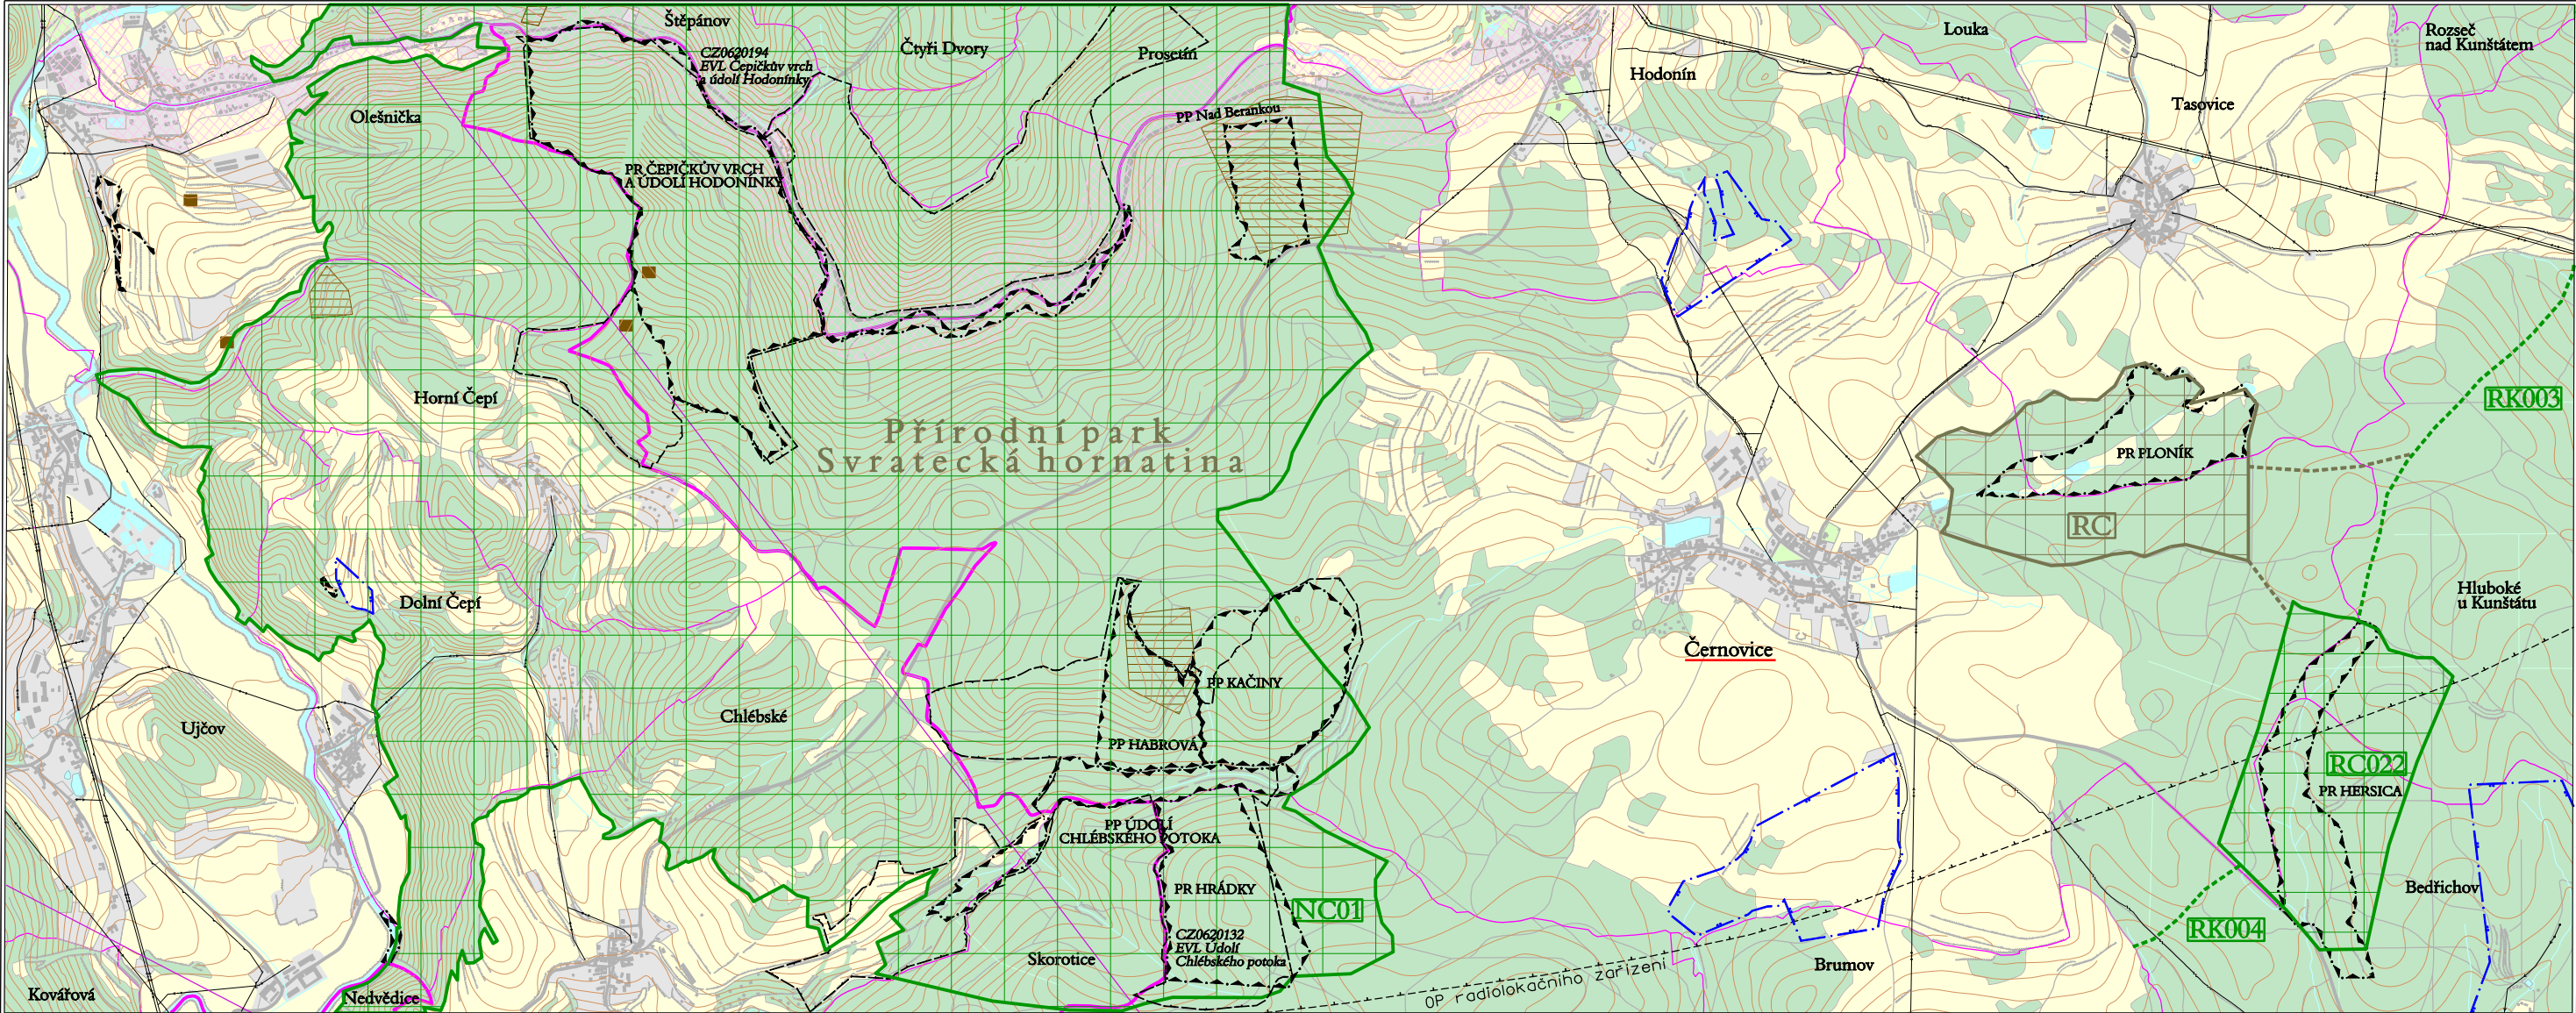 Štěpánov
Čtyři Dvory
Prosetín
Louka
Rozseč
nad Kunštátem
CZ0620194
EVL Čepičkův vrch
a údolí Hodonínky
Hodonín
Tasovice
Olešnička
PP Nad Berankou
PR ČEPIČKŮV VRCH
A ÚDOLÍ HODONÍNKY
Horní Čepí
RK003
Přírodní park
Svratecká hornatina
PR PLONÍK
RC
Dolní Čepí
Hluboké
u Kunštátu
Černovice
PP KAČINY
Chlébské
Ujčov
PP HABROVÁ
RC022
PR HERSICA
PP ÚDOLÍ
CHLÉBSKÉHO POTOKA
PR HRÁDKY
Bedřichov
NC01
RK004
CZ0620132
EVL Údolí
Chlébského potoka
Skorotice
Brumov
OP radiolokačního zařízení
Kovářová
Nedvědice